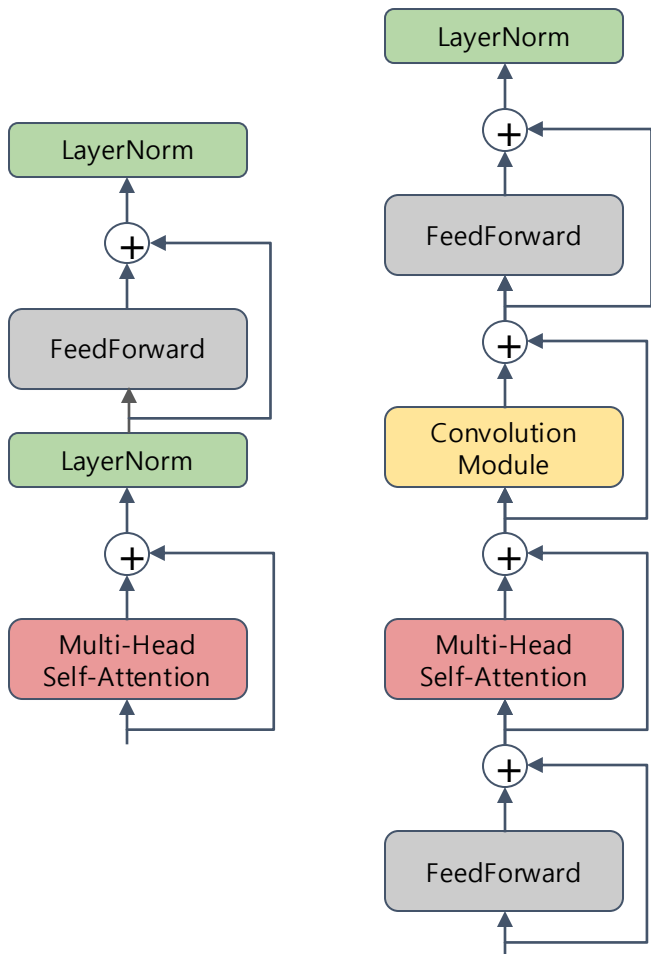 LayerNorm
+
FeedForward
LayerNorm
+
Multi-Head
Self-Attention
LayerNorm
+
FeedForward
+
Convolution
Module
+
Multi-Head
Self-Attention
+
FeedForward